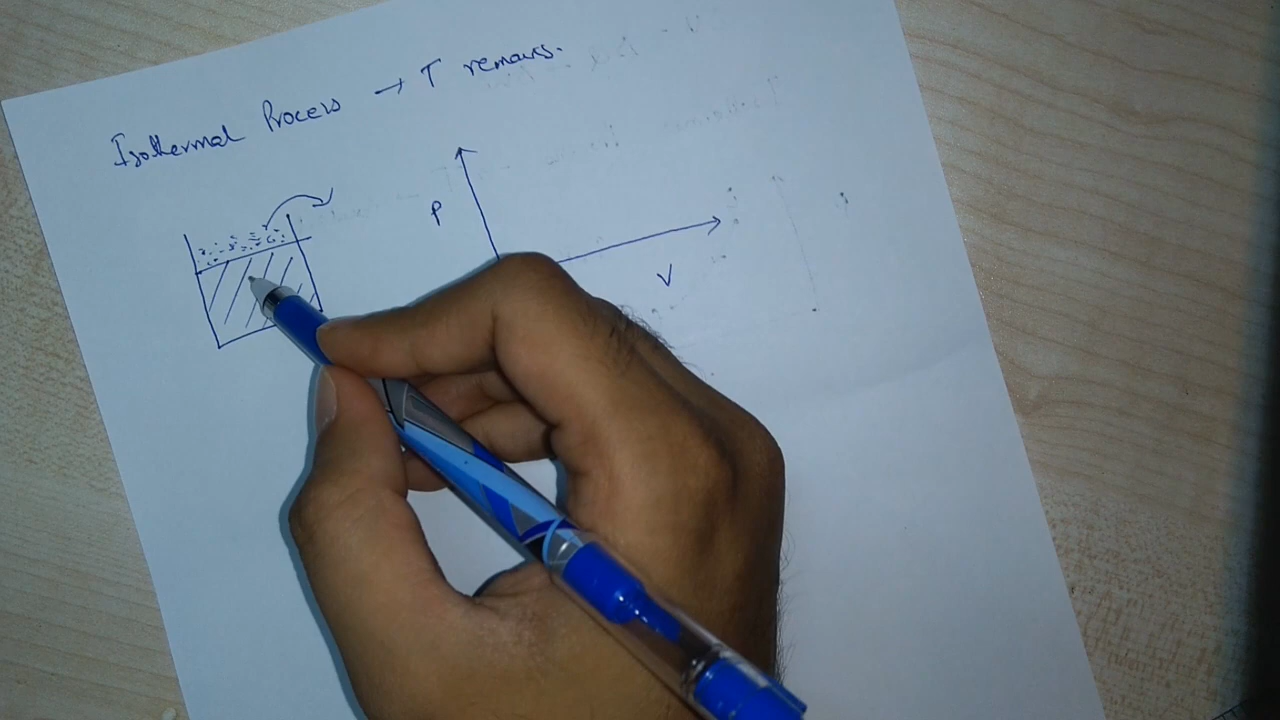 Isothermal Process → T remains.
P
V